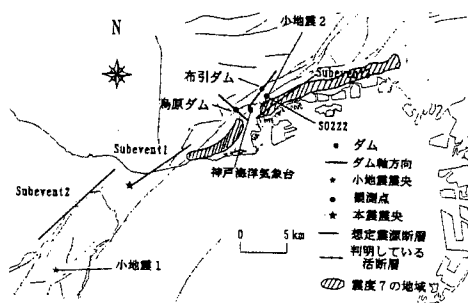 N
小地震2
布引ダム
Subevent3
烏原ダム
S0222
Subevent1
神戸海洋気象台
Subevent2
小地震1
0 5 km
ダム
ダム軸方向
小地震震央
観測点
本震震央
想定震源断層
判明している
活断層
震度7の地域